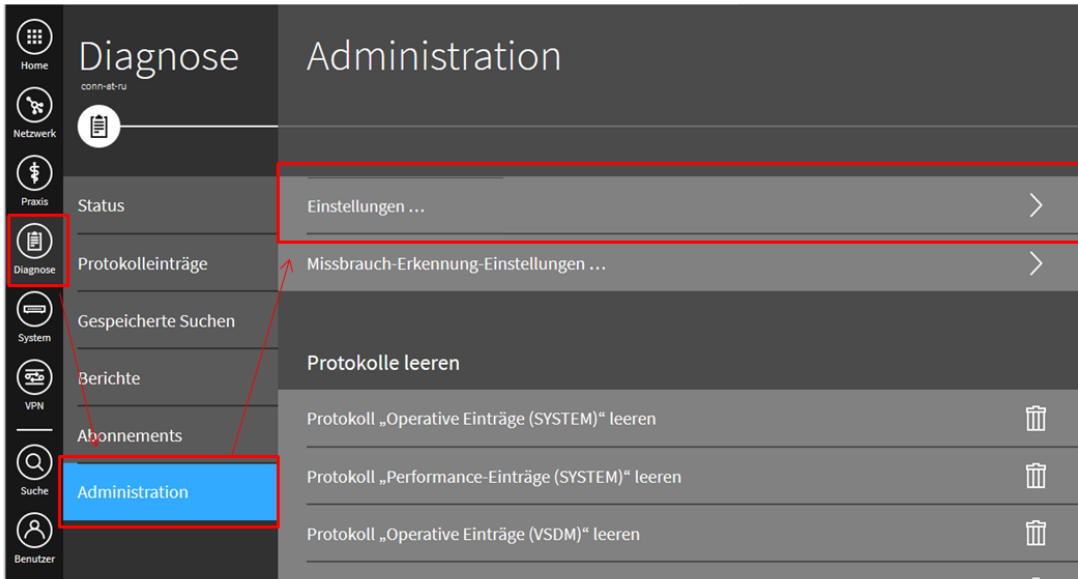 Home
Netzwerk
Praxis
Diagnose
System
VPN
Suche
Benutzer
Diagnose
conn-at-ru
Status
Protokolleinträge
Gespeicherte Suchen
Berichte
Abonnements
Administration
Administration
Einstellungen …
Missbrauch-Erkennung-Einstellungen …
Protokolle leeren
Protokoll „Operative Einträge (SYSTEM)“ leeren
Protokoll „Performance-Einträge (SYSTEM)“ leeren
Protokoll „Operative Einträge (VSDM)“ leeren